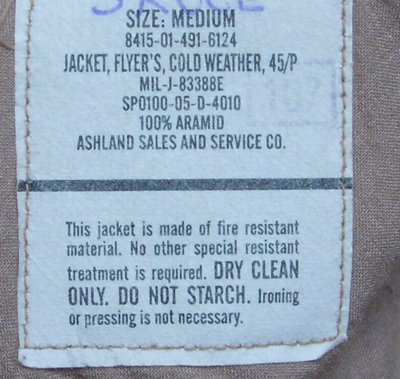 SIZE: MEDIUM
8415-01-491-6124
JACKET, FLYER'S, COLD WEATHER, 45/P
MIL-J-83388E
SPO100-05-D-4010
100% ARAMID
ASHLAND SALES AND SERVICE CO.
This jacket is made of fire resistant
material. No other special resistant
treatment is required. DRY CLEAN
ONLY. DO NOT STARCH. Ironing
or pressing is not necessary.